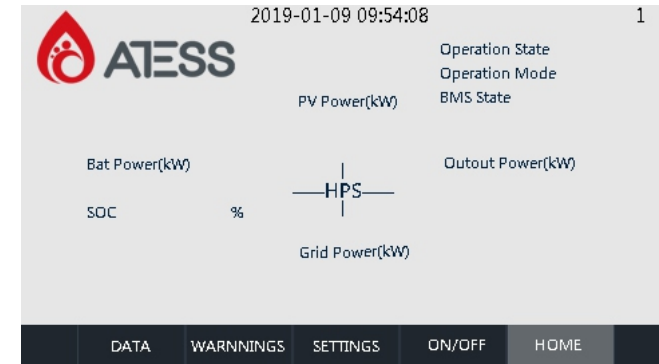 2019-01-09 09:54:08
1
ATESS
Operation State
Operation Mode
PV Power(kW)
BMS State
Bat Power(kW)
Outout Power(kW)
HPS
SOC
%
Grid Power(kW)
DATA
WARNNINGS
SETTINGS
ON/OFF
HOME